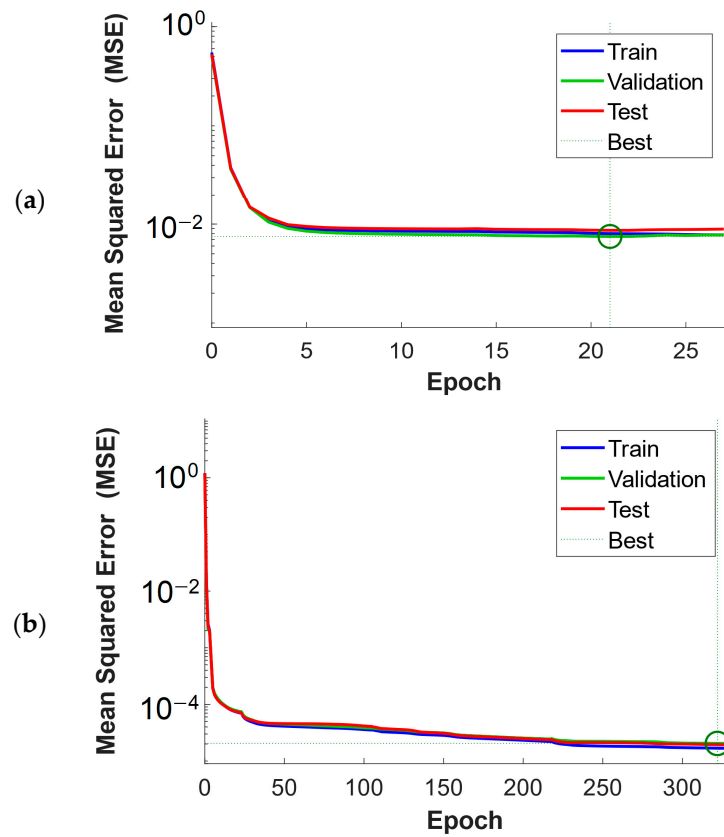 (a)
Mean Squared Error (MSE)
10^0
10^-2
Train
Validation
Test
Best
0 5 10 15 20 25
Epoch
(b)
Mean Squared Error (MSE)
10^0
10^-2
10^-4
Train
Validation
Test
Best
0 50 100 150 200 250 300
Epoch